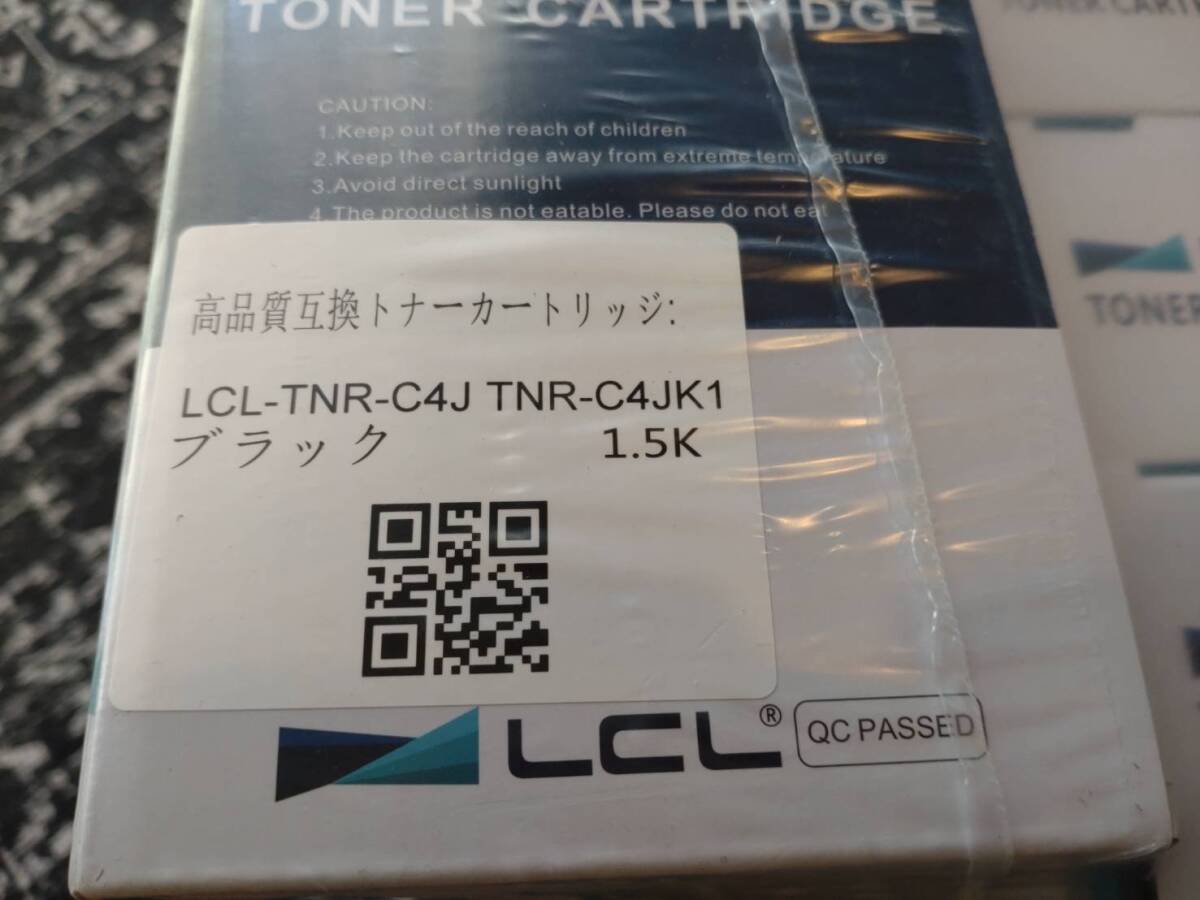 TONER CARTRIDGE
CAUTION:
1.Keep out of the reach of children
2.Keep the cartridge away from extreme temperature
3.Avoid direct sunlight
4.The product is not eatable. Please do not eat
高品質互換トナーカートリッジ:
LCL-TNR-C4J TNR-C4JK1
ブラック 1.5K
LCL®
QC PASSED
TONER
TONER